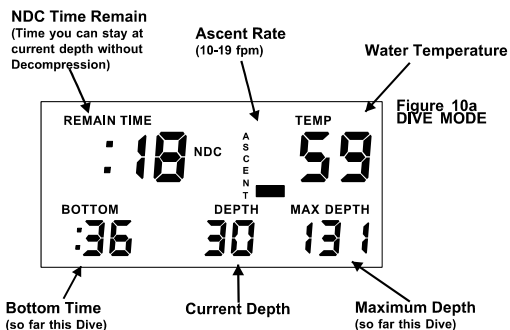 NDC Time Remain
(Time you can stay at
current depth without
Decompression)
Ascent Rate
(10-19 fpm)
Water Temperature
Figure 10a
DIVE MODE
REMAIN TIME
:18 NDC
ASCENT
TEMP
59
BOTTOM
:36
DEPTH
30
MAX DEPTH
131
Bottom Time
(so far this Dive)
Current Depth
Maximum Depth
(so far this Dive)